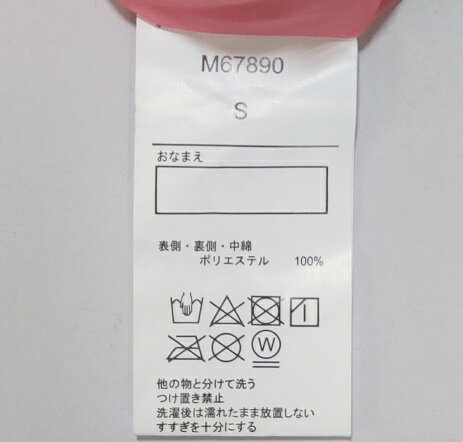 M67890
S
おなまえ
表側・裏側・中綿
ポリエステル 100%
W
他の物と分けて洗う
つけ置き禁止
洗濯後は濡れたまま放置しない
すすぎを十分にする